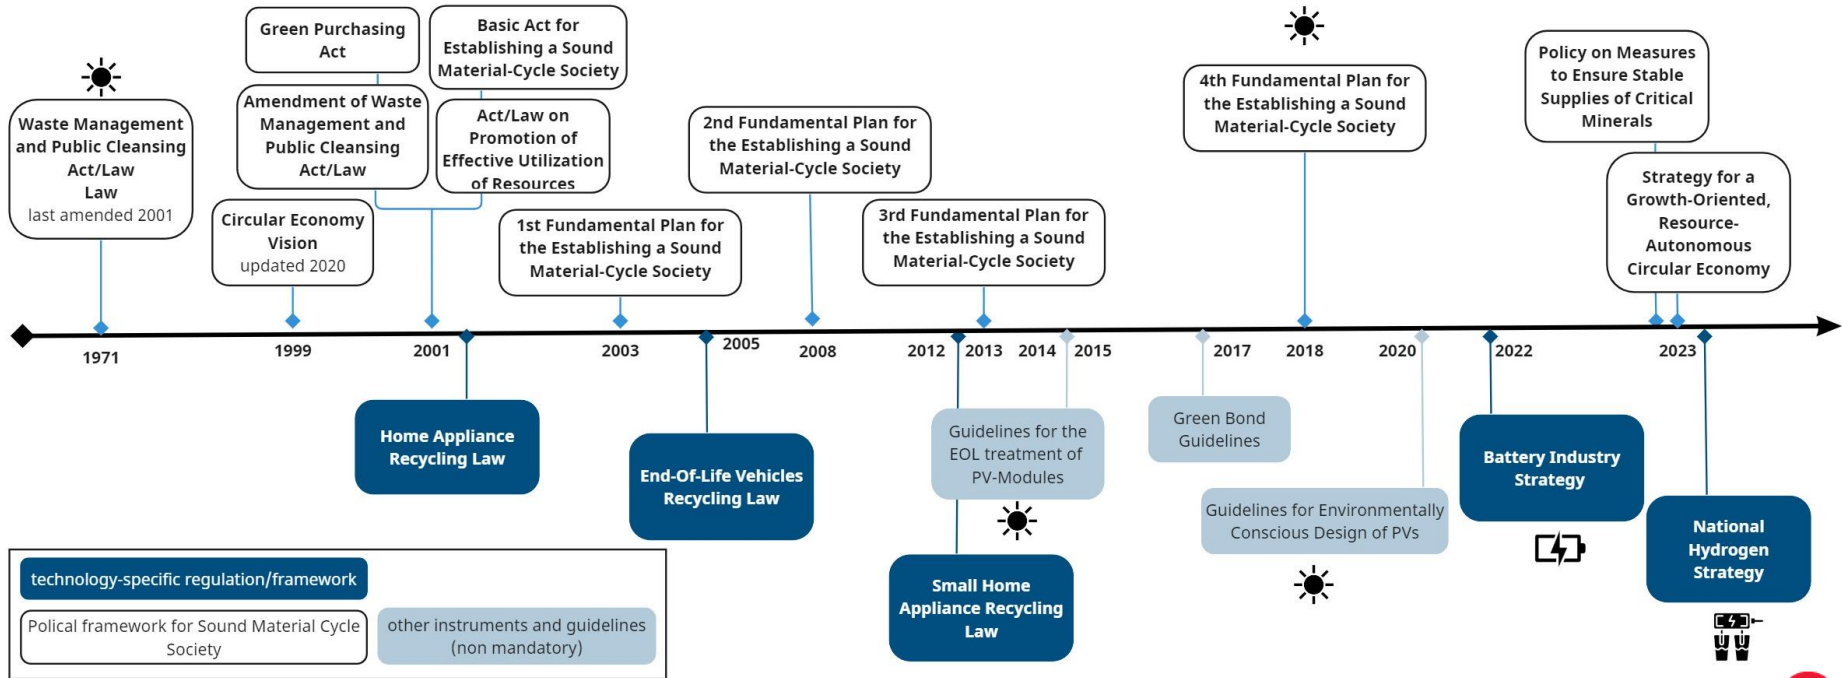 Green Purchasing
Act
Basic Act for
Establishing a Sound
Material-Cycle Society
Waste Management
and Public Cleansing
Act/Law
Law
last amended 2001
Amendment of Waste
Management and
Public Cleansing
Act/Law
Act/Law on
Promotion of
Effective Utilization
of Resources
Circular Economy
Vision
updated 2020
1st Fundamental Plan for
the Establishing a Sound
Material-Cycle Society
2nd Fundamental Plan for
the Establishing a Sound
Material-Cycle Society
3rd Fundamental Plan for
the Establishing a Sound
Material-Cycle Society
4th Fundamental Plan for
the Establishing a Sound
Material-Cycle Society
Policy on Measures
to Ensure Stable
Supplies of Critical
Minerals
Strategy for a
Growth-Oriented,
Resource-
Autonomous
Circular Economy
1971
1999
2001
2003
2005
2008
2012
2013
2014
2015
2017
2018
2020
2022
2023
Home Appliance
Recycling Law
End-Of-Life Vehicles
Recycling Law
Guidelines for the
EOL treatment of
PV-Modules
Small Home
Appliance Recycling
Law
Green Bond
Guidelines
Guidelines for Environmentally
Conscious Design of PVs
Battery Industry
Strategy
National
Hydrogen
Strategy
technology-specific regulation/framework
Polical framework for Sound Material Cycle
Society
other instruments and guidelines
(non mandatory)